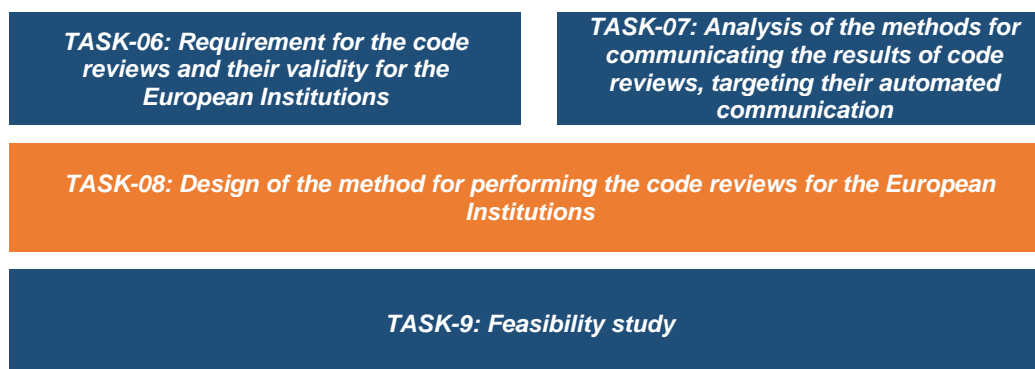 TASK-06: Requirement for the code
reviews and their validity for the
European Institutions
TASK-07: Analysis of the methods for
communicating the results of code
reviews, targeting their automated
communication
TASK-08: Design of the method for performing the code reviews for the European
Institutions
TASK-9: Feasibility study